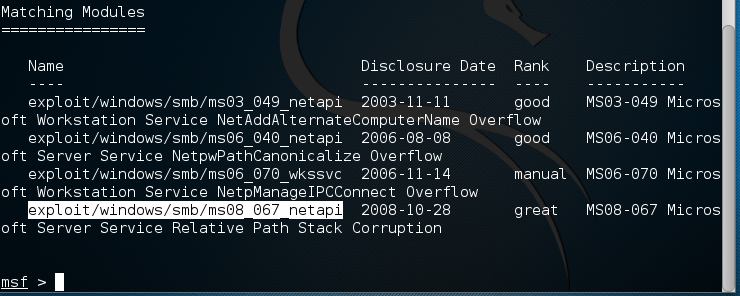 Matching Modules
================
Name Disclosure Date Rank Description
---- --------------- ---- -----------
exploit/windows/smb/ms03_049_netapi 2003-11-11 good MS03-049 Micros
oft Workstation Service NetAddAlternateComputerName Overflow
exploit/windows/smb/ms06_040_netapi 2006-08-08 good MS06-040 Micros
oft Server Service NetpwPathCanonicalize Overflow
exploit/windows/smb/ms06_070_wkssvc 2006-11-14 manual MS06-070 Micros
oft Workstation Service NetpManageIPCConnect Overflow
exploit/windows/smb/ms08_067_netapi 2008-10-28 great MS08-067 Micros
oft Server Service Relative Path Stack Corruption
msf >